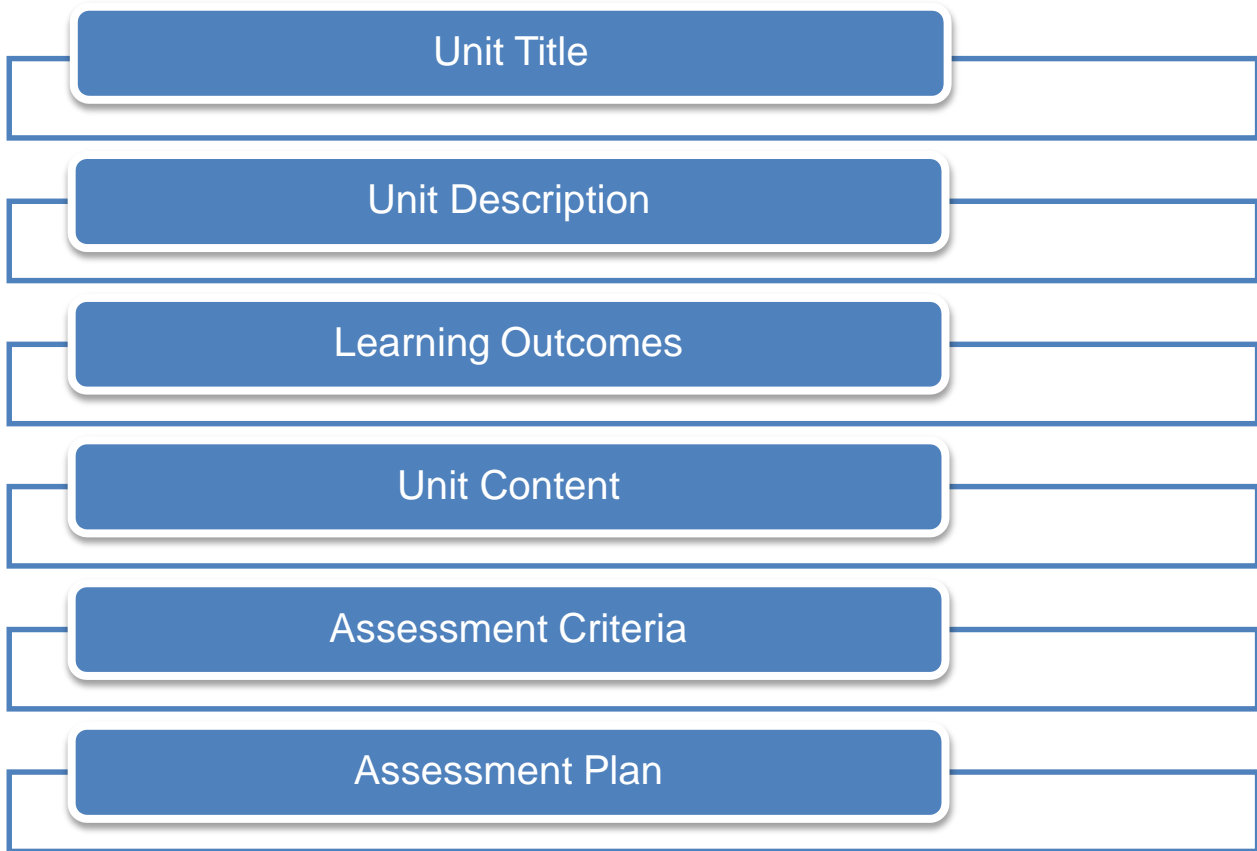 Unit Title
Unit Description
Learning Outcomes
Unit Content
Assessment Criteria
Assessment Plan